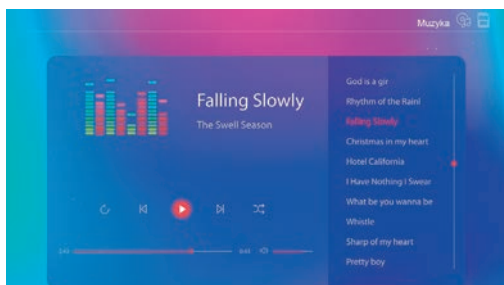 Muzyka
Falling Slowly
The Swell Season
God is a gir
Rhythm of the Rainl
Falling Slowly
Christmas in my heart
Hotel California
I Have Nothing I Swear
What be you wanna be
Whistle
Sharp of my heart
Pretty boy